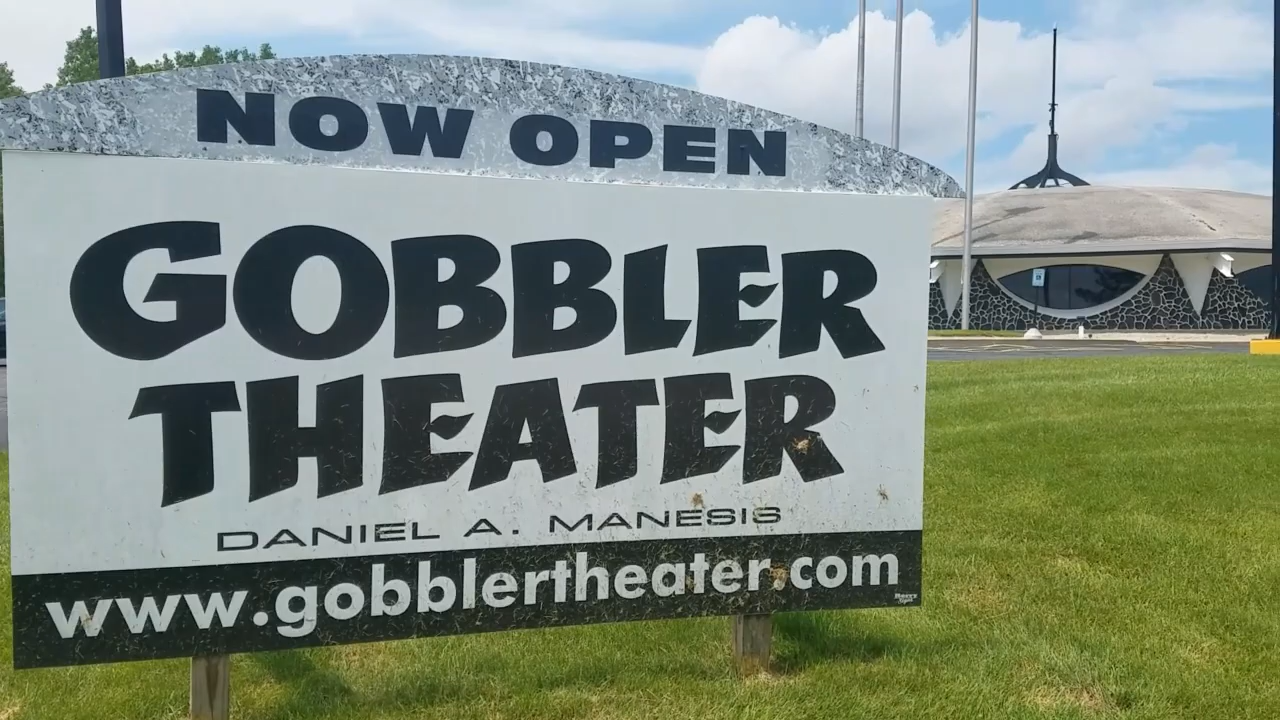 NOW OPEN
GOBBLER
THEATER
DANIEL A. MANESIS
www.gobblertheater.com